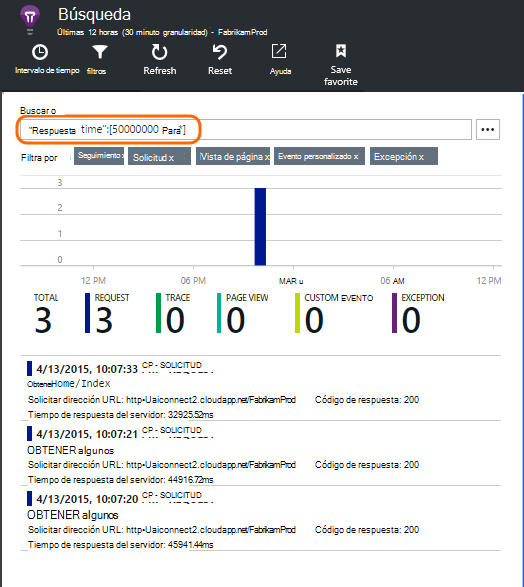 Búsqueda
Últimas 12 horas (30 minuto granularidad) - FabrikamProd
Intervalo de tiempo filtros Refresh Reset Ayuda Save favorite
Buscar o
"Respuesta time":[50000000 Para*]
Filtra por Seguimiento x Solicitud x Vista de página x Evento personalizado x Excepción x
3
2
1
0
12 PM 06 PM MAR u 06 AM 12 PM
TOTAL REQUEST TRACE PAGE VIEW CUSTOM EVENTO EXCEPTION
3 3 0 0 0 0
4/13/2015, 10:07:33 CP - SOLICITUD
Obtener Home/Index
Solicitar dirección URL: http•Uaiconnect2.cloudapp.net/FabrikamProd Código de respuesta: 200
Tiempo de respuesta del servidor: 32925.52ms
4/13/2015, 10:07:21 CP - SOLICITUD
OBTENER algunos
Solicitar dirección URL: http•Uaiconnect2.cloudapp.net/FabrikamProd Código de respuesta: 200
Tiempo de respuesta del servidor: 44916.72ms
4/13/2015, 10:07:20 CP - SOLICITUD
OBTENER algunos
Solicitar dirección URL: http•Uaiconnect2.cloudapp.net/FabrikamProd Código de respuesta: 200
Tiempo de respuesta del servidor: 45941.44ms